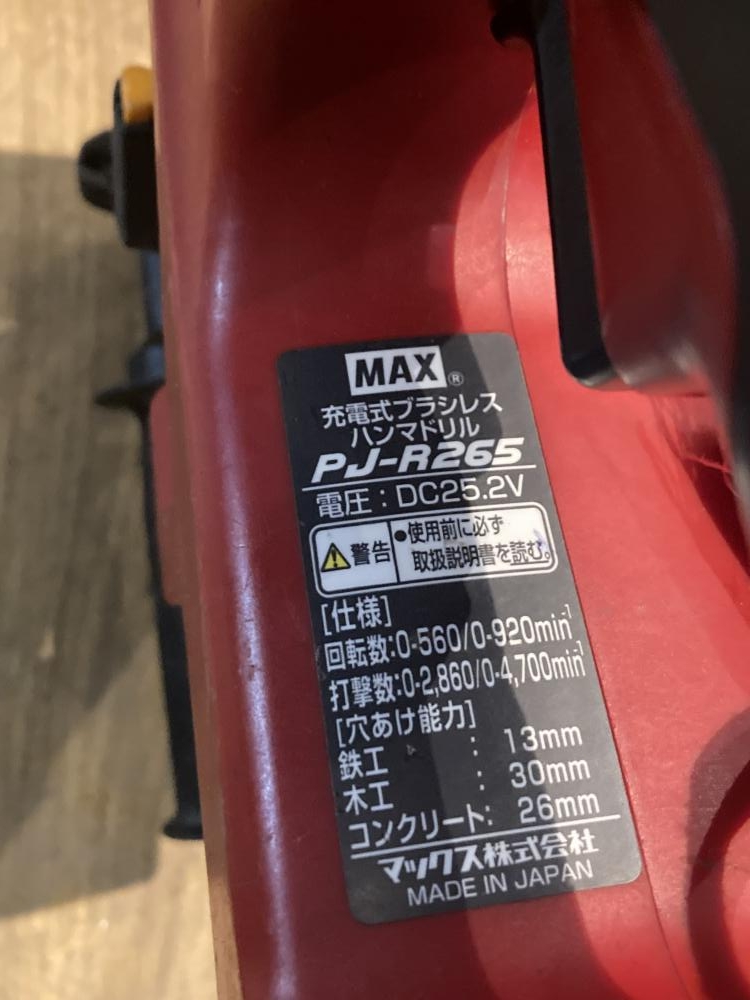 MAX®
充電式ブラシレス
ハンマドリル
PJ-R265
電圧：DC25.2V
警告 ●使用前に必ず
取扱説明書を読む。
[仕様]
回転数:0-560/0-920min⁻¹
打撃数:0-2,860/0-4,700min⁻¹
[穴あけ能力]
鉄工 : 13mm
木工 : 30mm
コンクリート: 26mm
マックス株式会社
MADE IN JAPAN